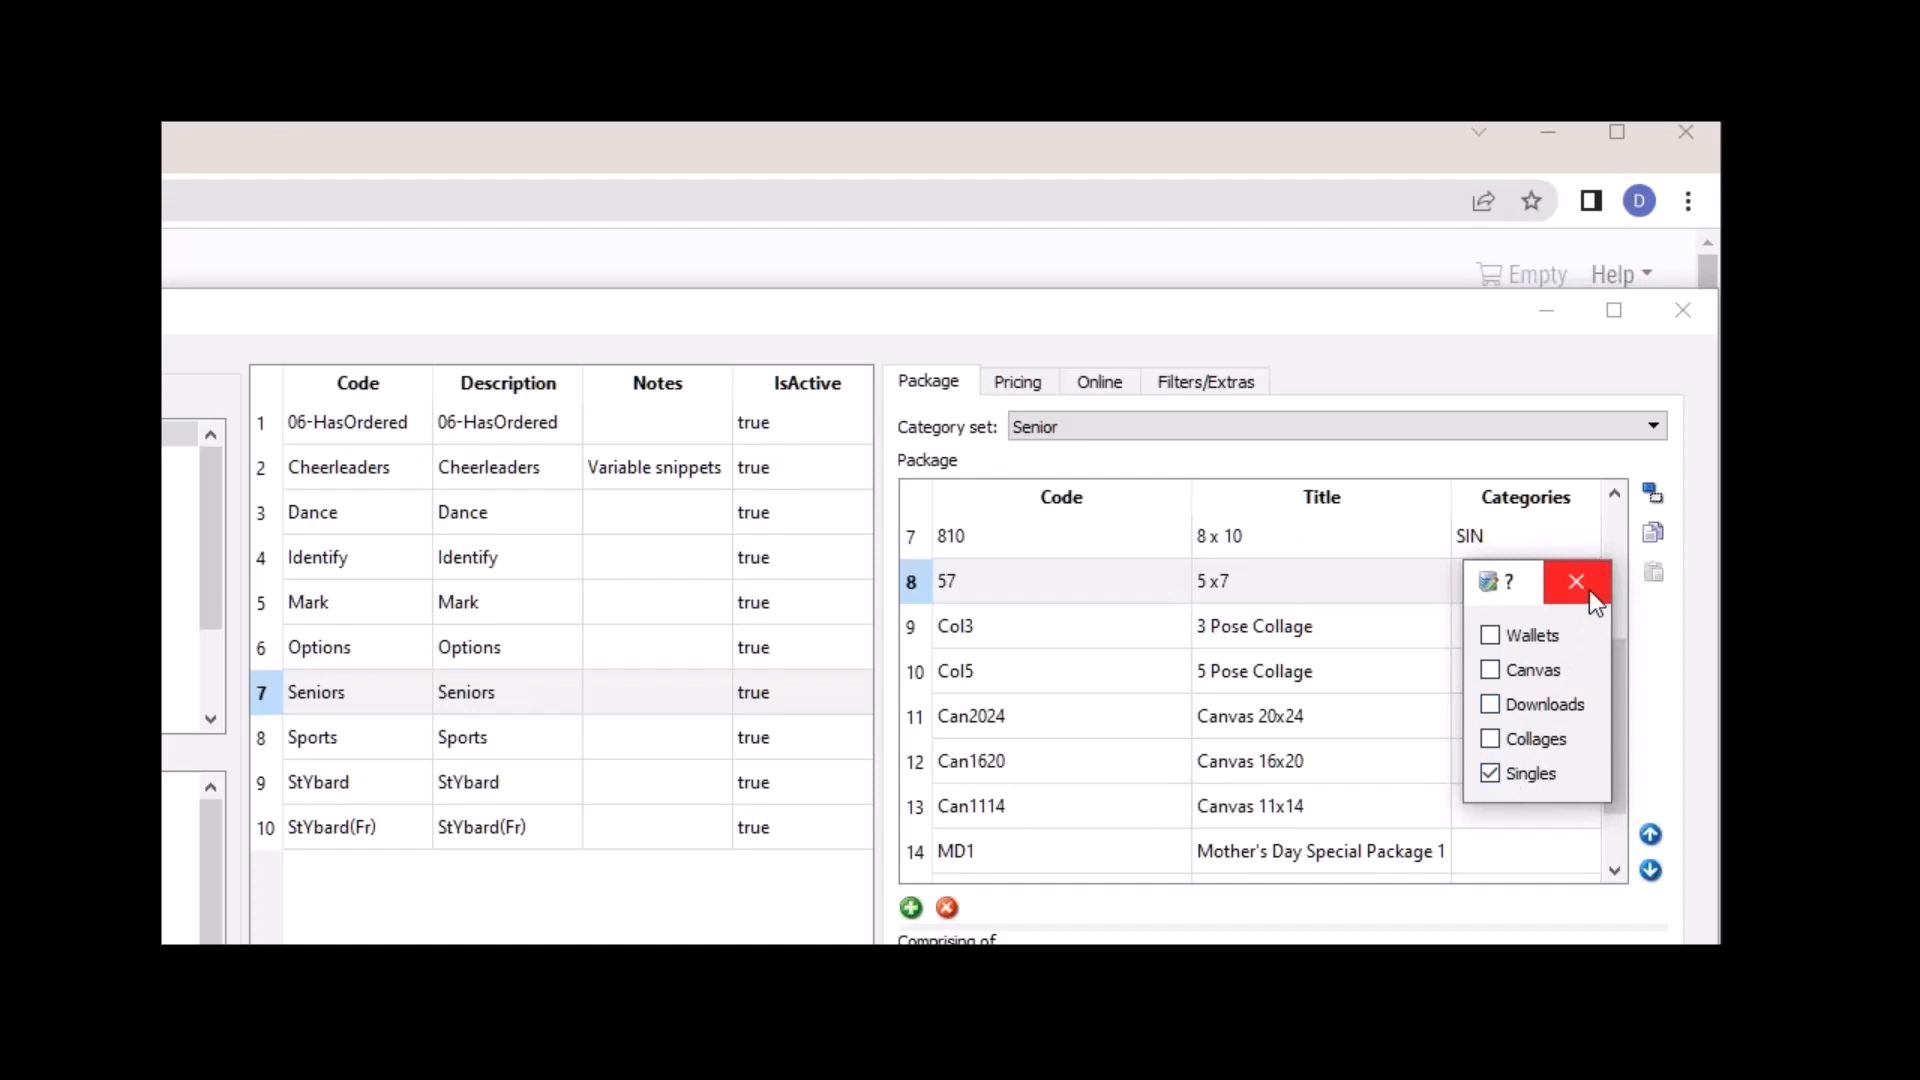 D
Empty Help
Code Description Notes IsActive
1 06-HasOrdered 06-HasOrdered true
2 Cheerleaders Cheerleaders Variable snippets true
3 Dance Dance true
4 Identify Identify true
5 Mark Mark true
6 Options Options true
7 Seniors Seniors true
8 Sports Sports true
9 StYbard StYbard true
10 StYbard(Fr) StYbard(Fr) true
Package Pricing Online Filters/Extras
Category set: Senior
Package
Code Title Categories
7 810 8 x 10 SIN
8 57 5 x7
9 Col3 3 Pose Collage
10 Col5 5 Pose Collage
11 Can2024 Canvas 20x24
12 Can1620 Canvas 16x20
13 Can1114 Canvas 11x14
14 MD1 Mother's Day Special Package 1
?
Wallets
Canvas
Downloads
Collages
Singles
Comprising of